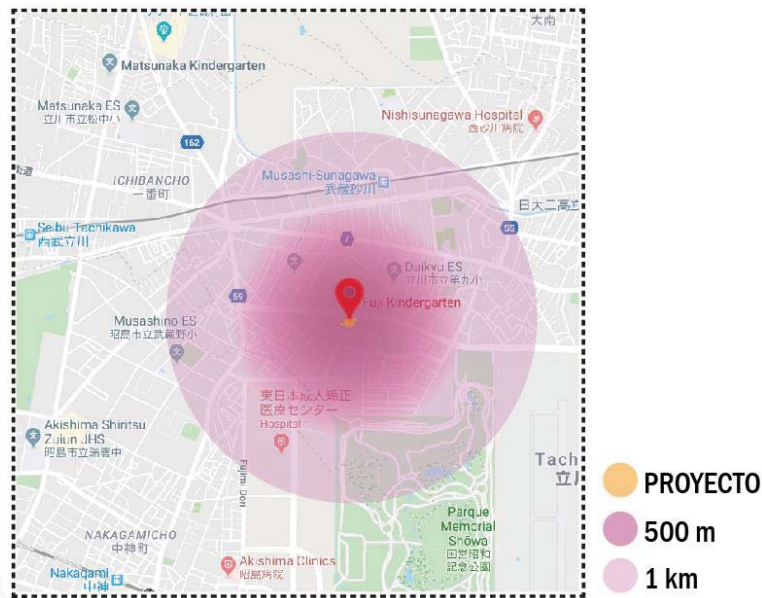 Matsunaka Kindergarten
大南
Matsunaka ES
立川市立松中小
162
Nishisunagawa Hospital
西砂川病院
ICHIBANCHO
一番町
Musashi-Sunagawa
武蔵砂川
日大二高立
Seibu-Tachikawa
西武立川
55
7
Daikyu ES
立川市立第九小
59
Fuji Kindergarten
Musashino ES
昭島市立武蔵野小
東日本成人矯正
医療センター
Hospital
Akishima Shiritsu
Zuiun JHS
昭島市立瑞雲中
Fujimi Dori
Tach
立川
Parque
Memorial
Shōwa
国営昭和
記念公園
NAKAGAMICHO
中神町
Akishima Clinics
昭島病院
Nakagami
中神
PROYECTO
500 m
1 km